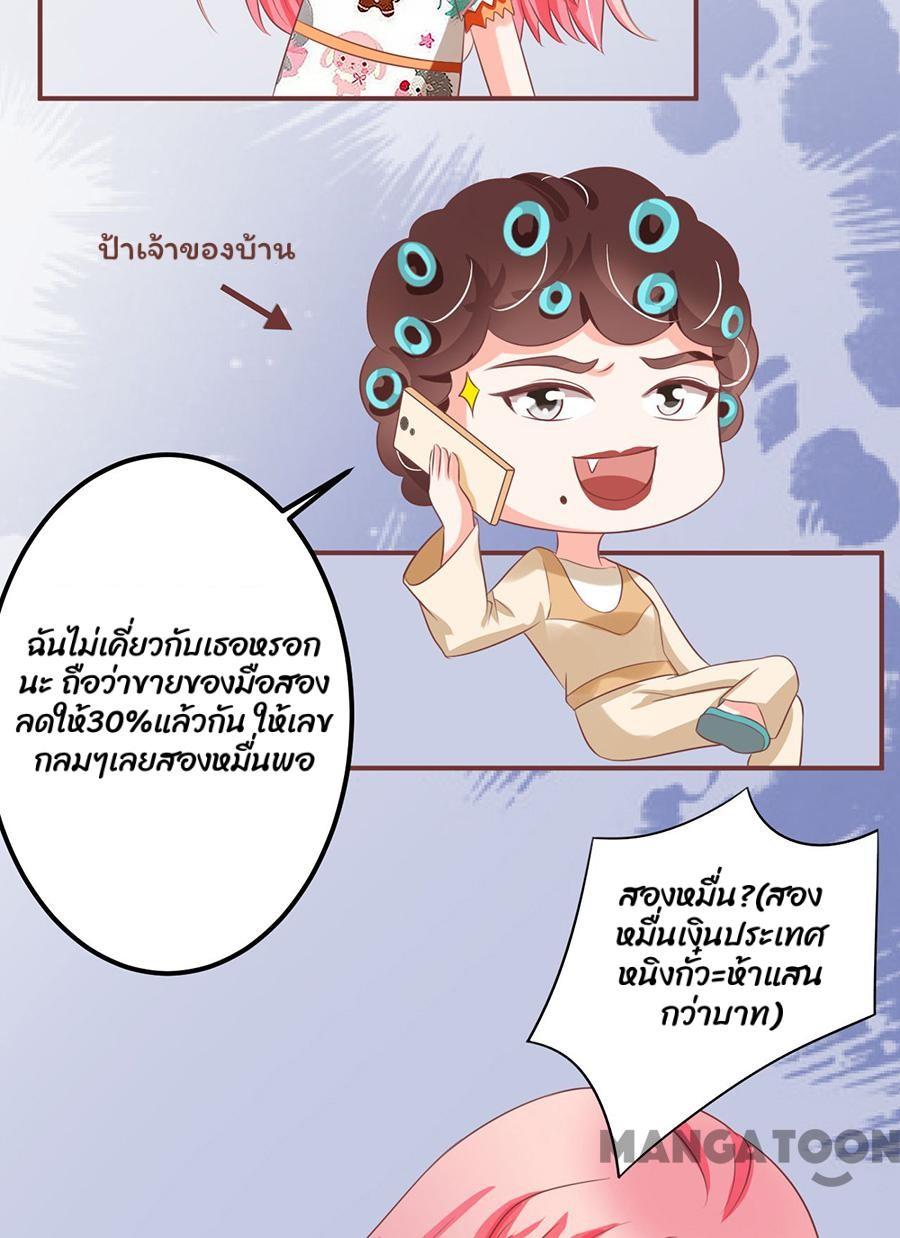 ป้าเจ้าของบ้าน
ฉันไม่เคี่ยวกับเธอหรอก
นะ ถือว่าขายของมือสอง
ลดให้30%แล้วกัน ให้เลข
กลมๆเลยสองหมื่นพอ
สองหมื่น?(สอง
หมื่นเงินประเทศ
หนิงกั๋ว=ห้าแสน
กว่าบาท)
MANGATOON